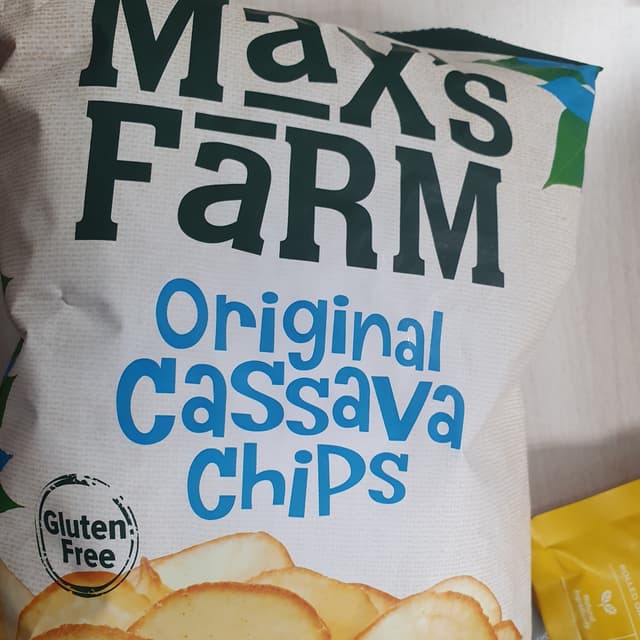 Max's
FaRM
Original
Cassava
Chips
Gluten
Free